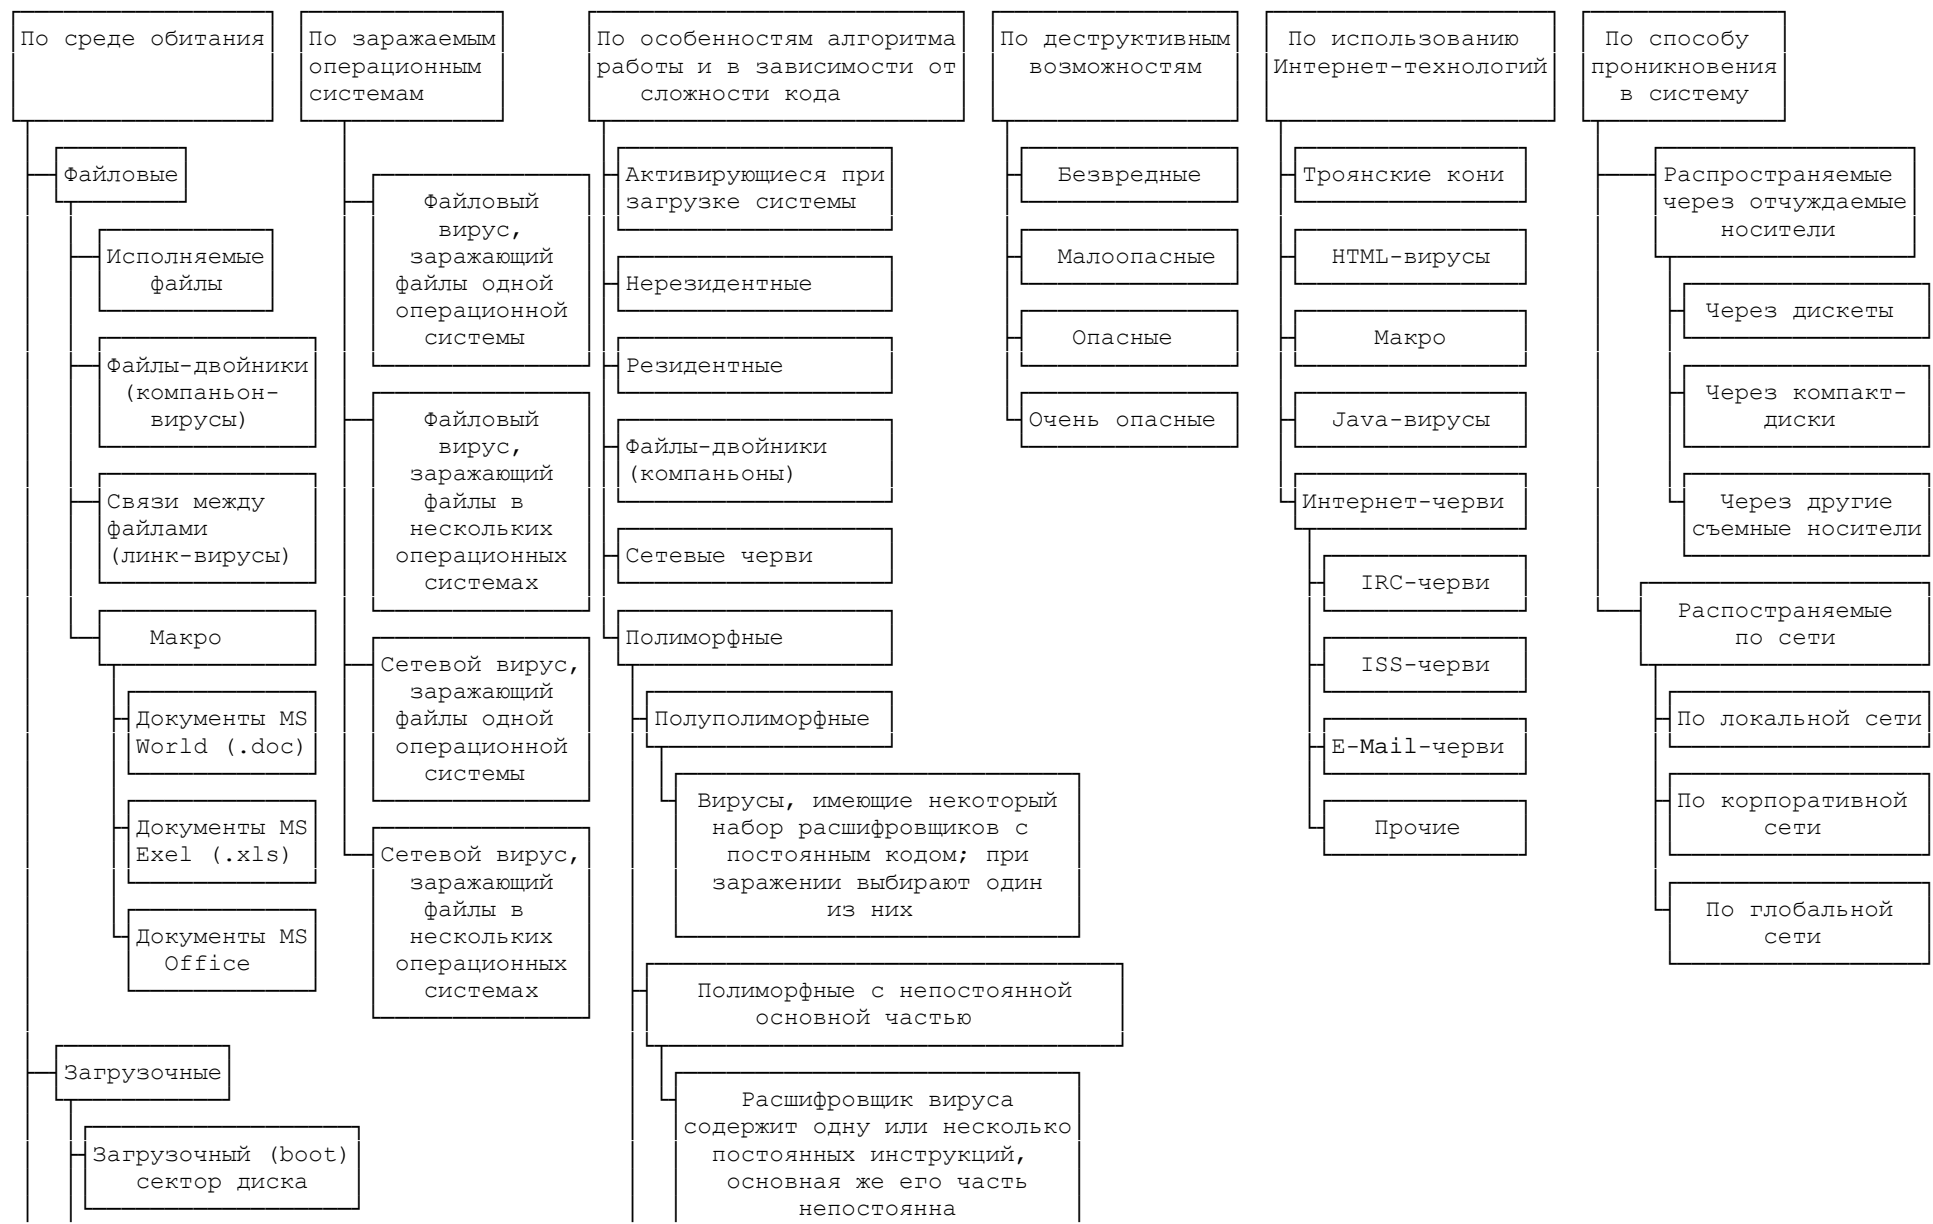 По среде обитания
По заражаемым
операционным
системам
По особенностям алгоритма
работы и в зависимости от
сложности кода
По деструктивным
возможностям
По использованию
Интернет-технологий
По способу
проникновения
в систему
Файловые
Исполняемые
файлы
Файлы-двойники
(компаньон-
вирусы)
Связи между
файлами
(линк-вирусы)
Макро
Документы MS
World (.doc)
Документы MS
Exel (.xls)
Документы MS
Office
Загрузочные
Загрузочный (boot)
сектор диска
Файловый
вирус,
заражающий
файлы одной
операционной
системы
Файловый
вирус,
заражающий
файлы в
нескольких
операционных
системах
Сетевой вирус,
заражающий
файлы одной
операционной
системы
Сетевой вирус,
заражающий
файлы в
нескольких
операционных
системах
Активирующиеся при
загрузке системы
Нерезидентные
Резидентные
Файлы-двойники
(компаньоны)
Сетевые черви
Полиморфные
Полуполиморфные
Вирусы, имеющие некоторый
набор расшифровщиков с
постоянным кодом; при
заражении выбирают один
из них
Полиморфные с непостоянной
основной частью
Расшифровщик вируса
содержит одну или несколько
постоянных инструкций,
основная же его часть
непостоянна
Безвредные
Малоопасные
Опасные
Очень опасные
Троянские кони
HTML-вирусы
Макро
Java-вирусы
Интернет-черви
IRC-черви
ISS-черви
E-Mail-черви
Прочие
Распространяемые
через отчуждаемые
носители
Через дискеты
Через компакт-
диски
Через другие
съемные носители
Распостраняемые
по сети
По локальной сети
По корпоративной
сети
По глобальной
сети